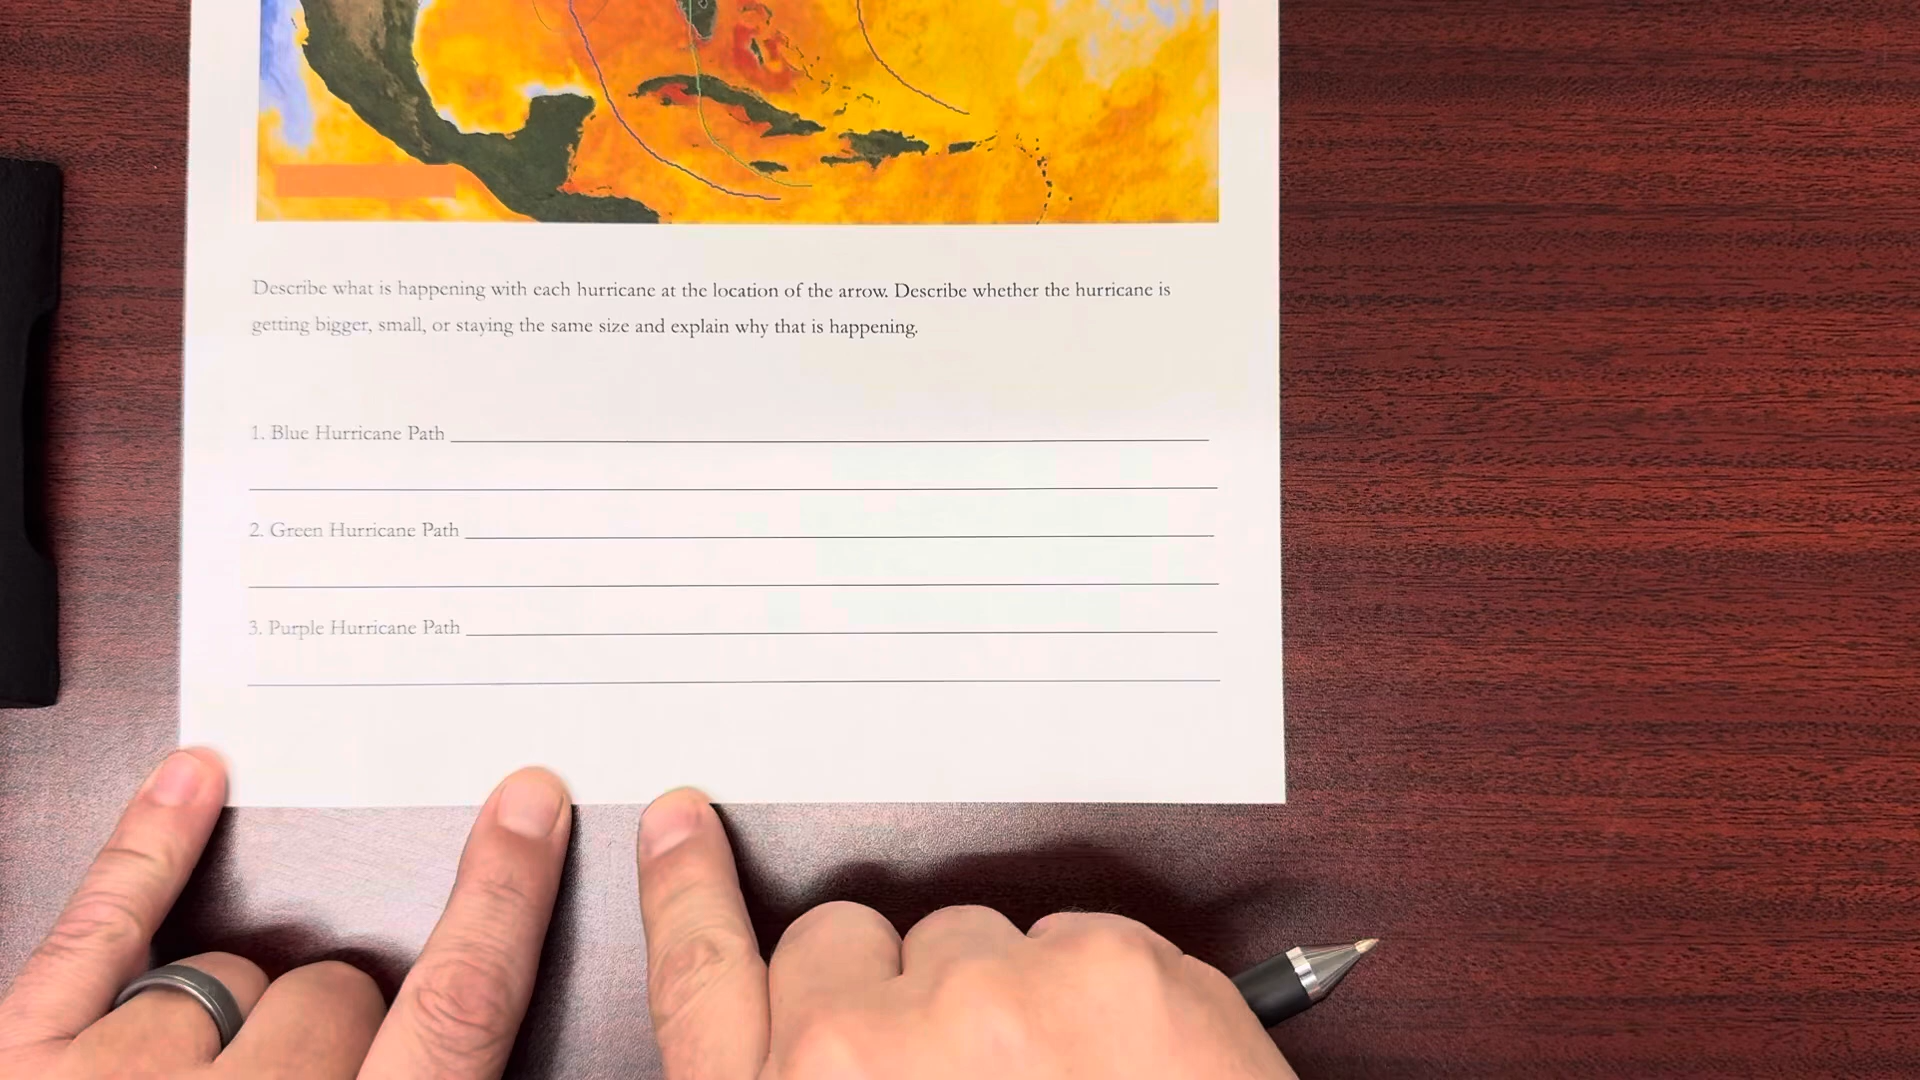 Describe what is happening with each hurricane at the location of the arrow. Describe whether the hurricane is
getting bigger, small, or staying the same size and explain why that is happening.
1. Blue Hurricane Path
2. Green Hurricane Path
3. Purple Hurricane Path